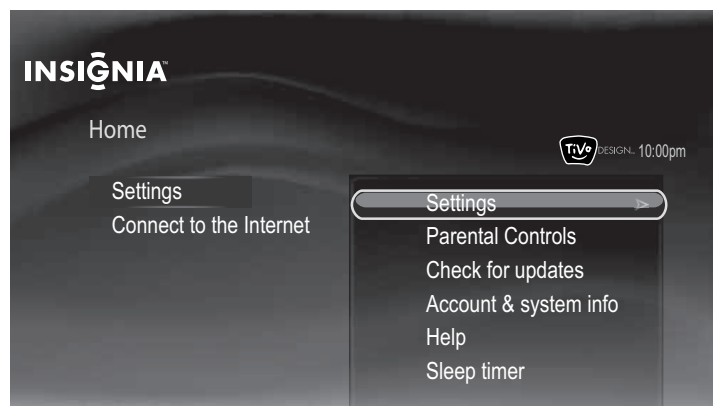 INSIGNIA™
Home
TiVo DESIGN... 10:00pm
Settings
Connect to the Internet
Settings
Parental Controls
Check for updates
Account & system info
Help
Sleep timer